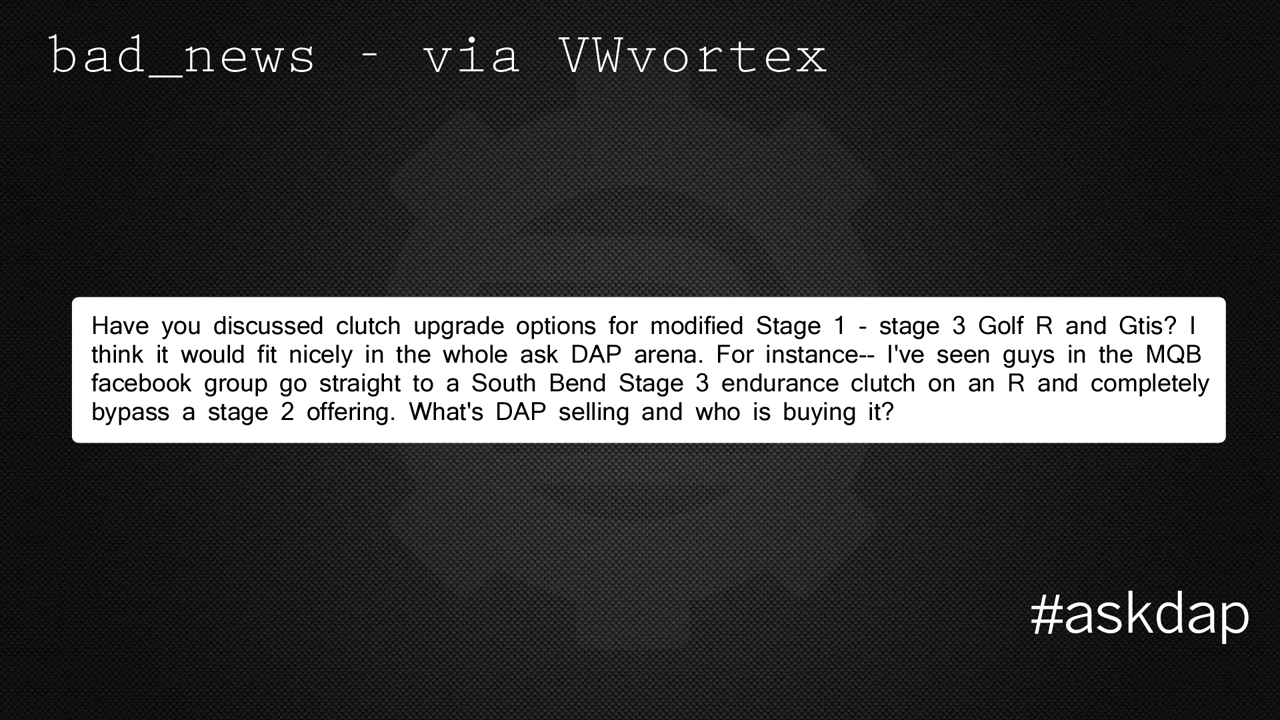 bad_news - via VWvortex
Have you discussed clutch upgrade options for modified Stage 1 - stage 3 Golf R and Gtis? I
think it would fit nicely in the whole ask DAP arena. For instance-- I've seen guys in the MQB
facebook group go straight to a South Bend Stage 3 endurance clutch on an R and completely
bypass a stage 2 offering. What's DAP selling and who is buying it?
#askdap